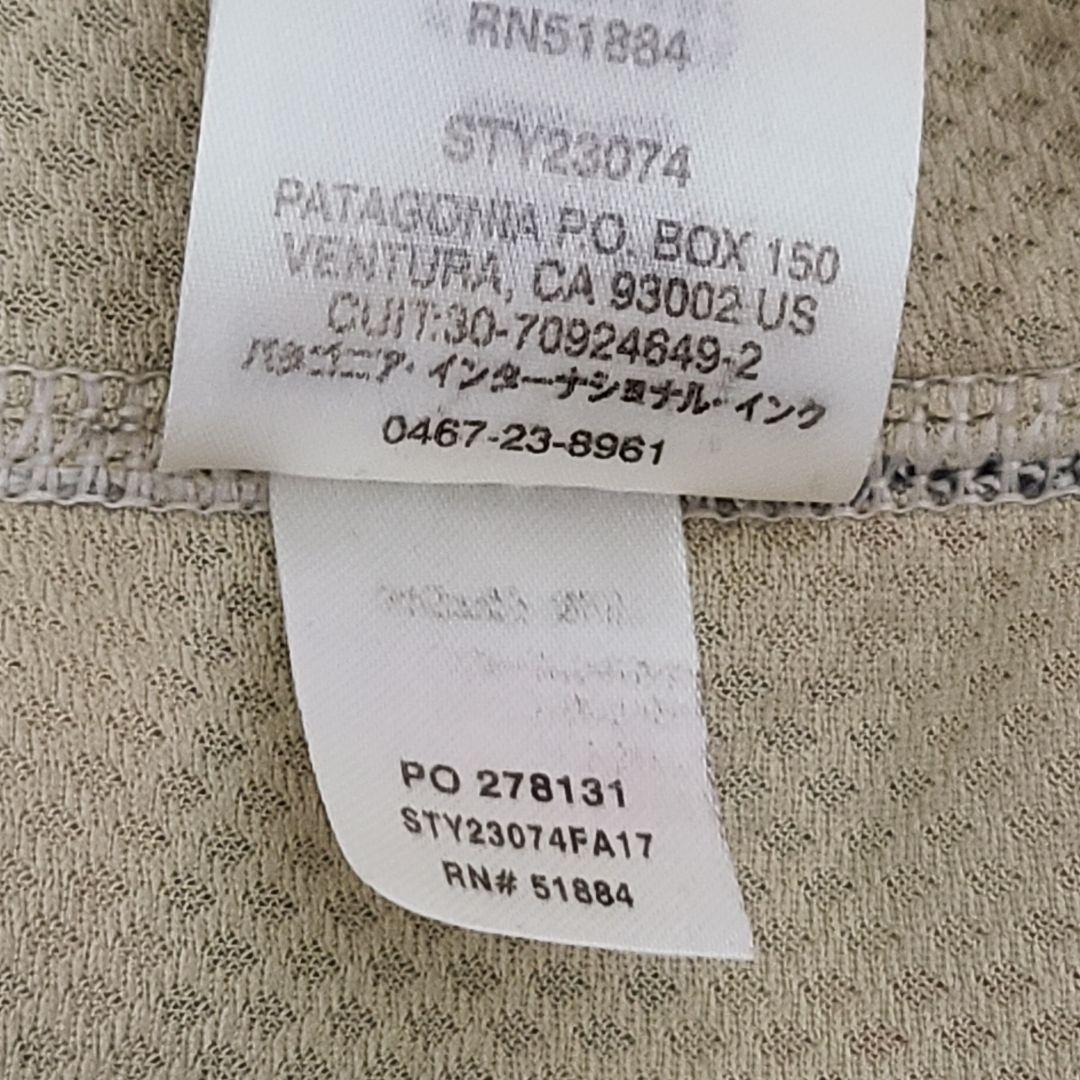 RN51884
STY23074
PATAGONIA P.O. BOX 150
VENTURA, CA 93002 US
CUIT:30-70924649-2
パタゴニア・インターナショナル・インク
0467-23-8961
PO 278131
STY23074FA17
RN# 51884